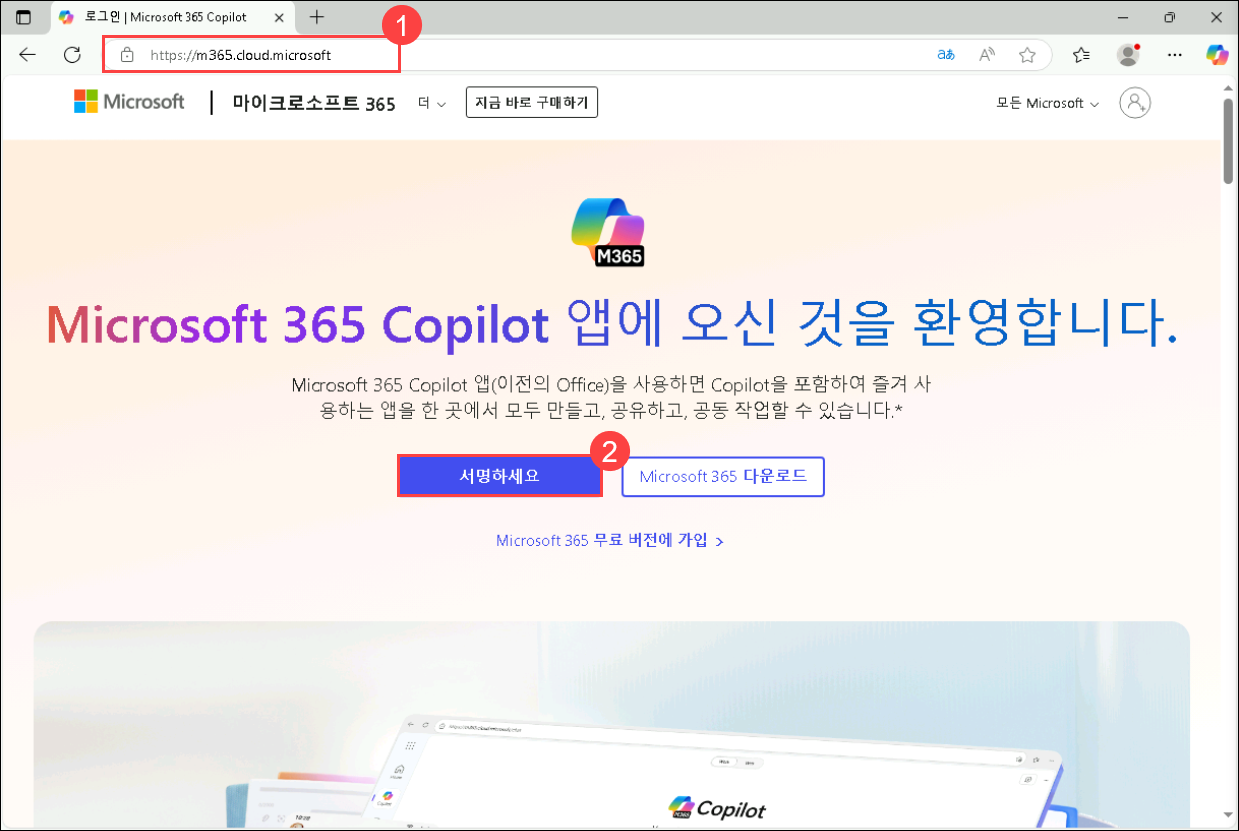 로그인 | Microsoft 365 Copilot
1
https://m365.cloud.microsoft
aあ
A
Microsoft | 마이크로소프트 365 더 지금 바로 구매하기 모든 Microsoft
M365
Microsoft 365 Copilot 앱에 오신 것을 환영합니다.
Microsoft 365 Copilot 앱(이전의 Office)을 사용하면 Copilot을 포함하여 즐겨 사
용하는 앱을 한 곳에서 모두 만들고, 공유하고, 공동 작업할 수 있습니다.*
2
서명하세요 Microsoft 365 다운로드
Microsoft 365 무료 버전에 가입 >
Copilot